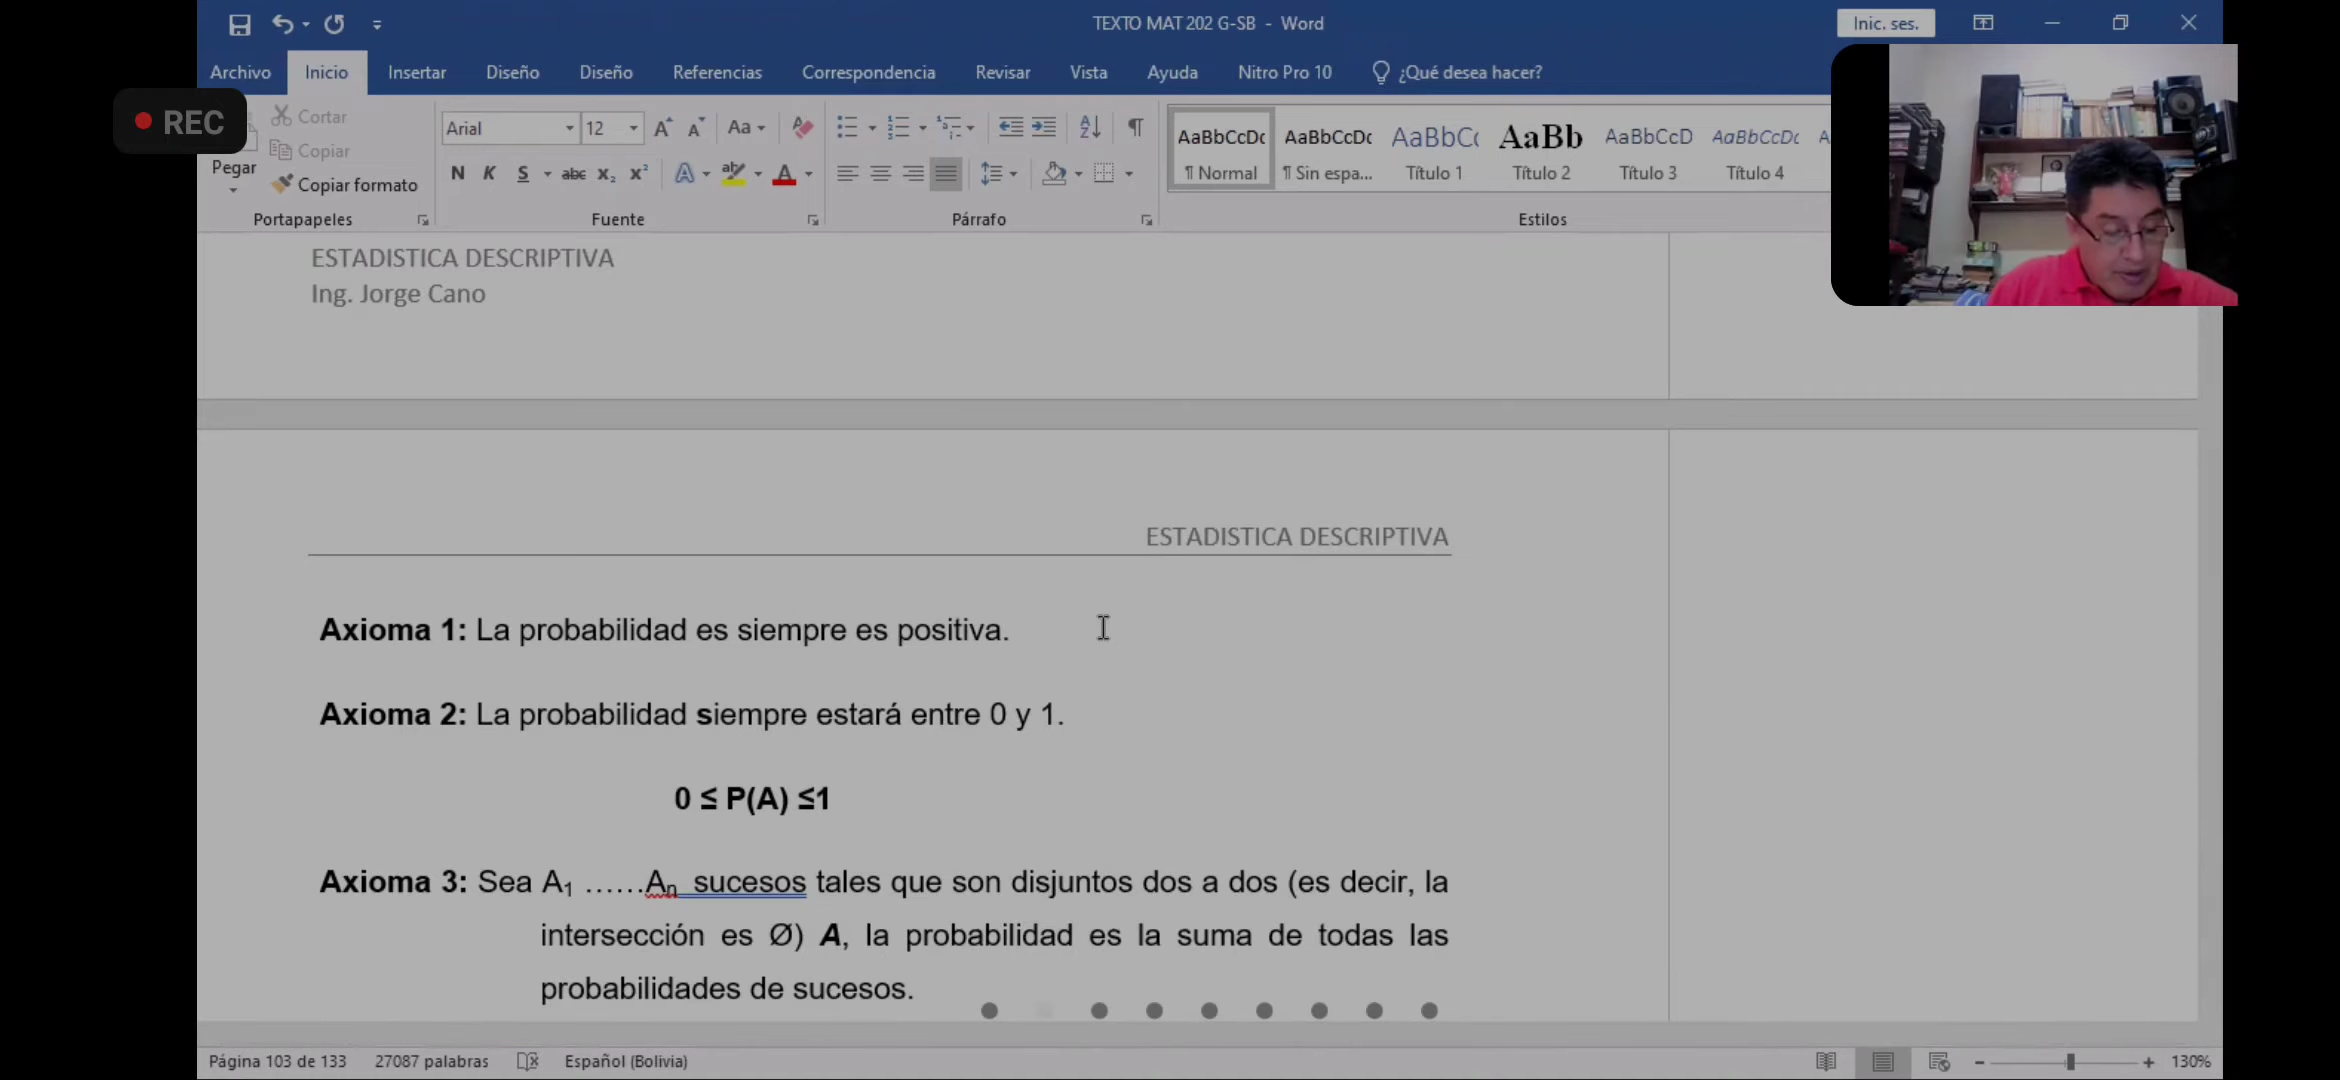 TEXTO MAT 202 G-SB - Word
Inic. ses.
Archivo Inicio Insertar Diseño Diseño Referencias Correspondencia Revisar Vista Ayuda Nitro Pro 10 ¿Qué desea hacer?
REC
Cortar
Copiar
Pegar
Copiar formato
Portapapeles
Arial 12
Aa
N K S abc x₂ x²
Fuente
Párrafo
AaBbCcDc AaBbCcDc AaBbC( AaBb AaBbCcD AaBbCcDc
¶ Normal ¶ Sin espa... Título 1 Título 2 Título 3 Título 4
Estilos
ESTADISTICA DESCRIPTIVA
Ing. Jorge Cano
ESTADISTICA DESCRIPTIVA
Axioma 1: La probabilidad es siempre es positiva.
Axioma 2: La probabilidad siempre estará entre 0 y 1.
0 ≤ P(A) ≤1
Axioma 3: Sea A₁ ……Aₙ sucesos tales que son disjuntos dos a dos (es decir, la
intersección es Ø) A, la probabilidad es la suma de todas las
probabilidades de sucesos.
Página 103 de 133 27087 palabras Español (Bolivia) 130%